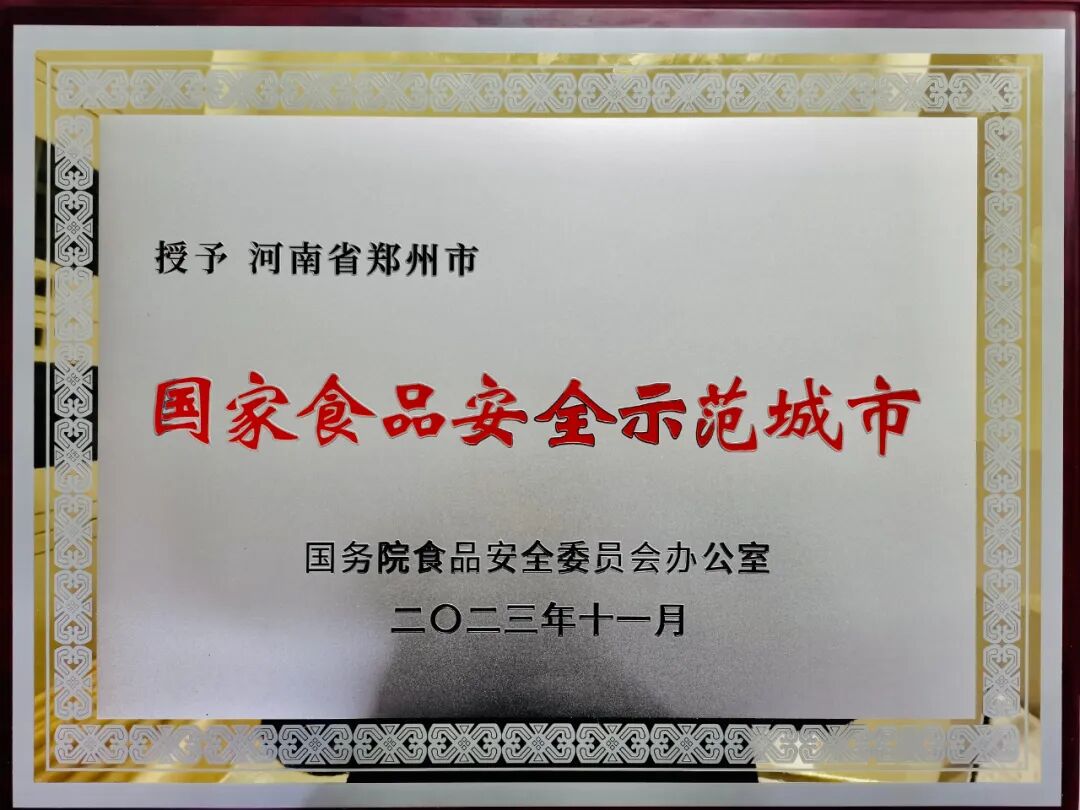 授予 河南省郑州市
国家食品安全示范城市
国务院食品安全委员会办公室
二〇二三年十一月